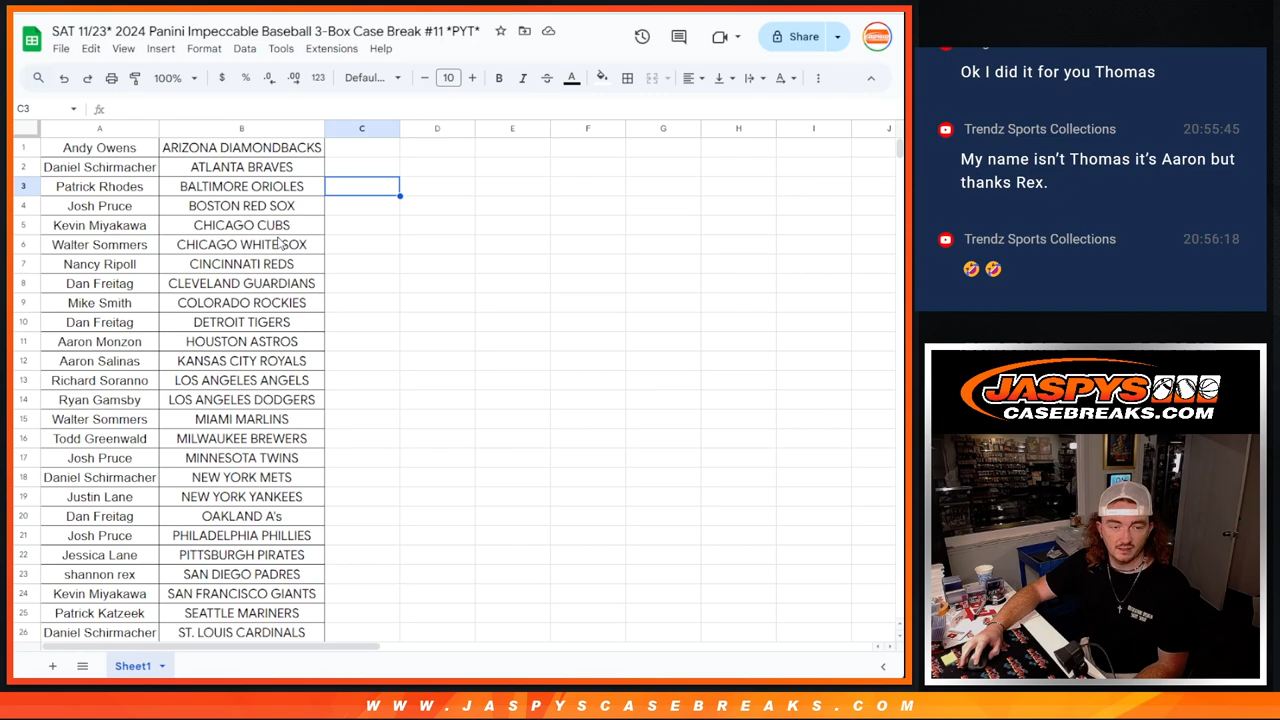 SAT 11/23* 2024 Panini Impeccable Baseball 3-Box Case Break #11 *PYT*
File Edit View Insert Format Data Tools Extensions Help
Share
100% $ % .0 .00 123 Defaul... 10
C3 fx
A B C D E F G H I J
1 Andy Owens ARIZONA DIAMONDBACKS
2 Daniel Schirmacher ATLANTA BRAVES
3 Patrick Rhodes BALTIMORE ORIOLES
4 Josh Pruce BOSTON RED SOX
5 Kevin Miyakawa CHICAGO CUBS
6 Walter Sommers CHICAGO WHITE SOX
7 Nancy Ripoll CINCINNATI REDS
8 Dan Freitag CLEVELAND GUARDIANS
9 Mike Smith COLORADO ROCKIES
10 Dan Freitag DETROIT TIGERS
11 Aaron Monzon HOUSTON ASTROS
12 Aaron Salinas KANSAS CITY ROYALS
13 Richard Soranno LOS ANGELES ANGELS
14 Ryan Gamsby LOS ANGELES DODGERS
15 Walter Sommers MIAMI MARLINS
16 Todd Greenwald MILWAUKEE BREWERS
17 Josh Pruce MINNESOTA TWINS
18 Daniel Schirmacher NEW YORK METS
19 Justin Lane NEW YORK YANKEES
20 Dan Freitag OAKLAND A's
21 Josh Pruce PHILADELPHIA PHILLIES
22 Jessica Lane PITTSBURGH PIRATES
23 shannon rex SAN DIEGO PADRES
24 Kevin Miyakawa SAN FRANCISCO GIANTS
25 Patrick Katzeek SEATTLE MARINERS
26 Daniel Schirmacher ST. LOUIS CARDINALS
Sheet1
Ok I did it for you Thomas
Trendz Sports Collections 20:55:45
My name isn't Thomas it's Aaron but
thanks Rex.
Trendz Sports Collections 20:56:18
🤣 🤣
JASPYS
CASEBREAKS.COM
WWW.JASPYSCASEBREAKS.COM